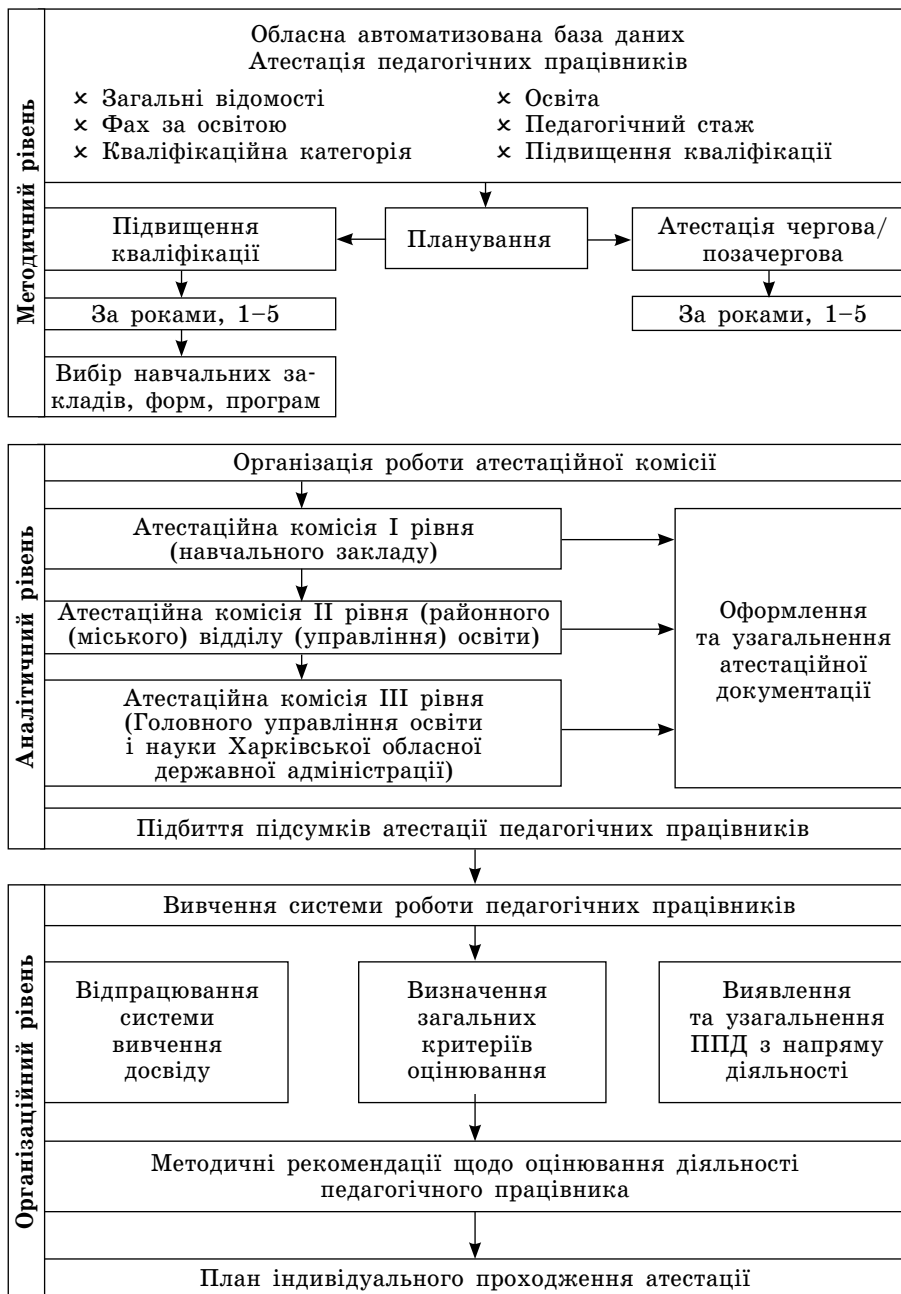 Методичний рівень
Обласна автоматизована база даних
Атестація педагогічних працівників
× Загальні відомості
× Фах за освітою
× Кваліфікаційна категорія
× Освіта
× Педагогічний стаж
× Підвищення кваліфікації
Підвищення
кваліфікації
Планування
Атестація чергова/
позачергова
За роками, 1–5
За роками, 1–5
Вибір навчальних за-
кладів, форм, програм
Аналітичний рівень
Організація роботи атестаційної комісії
Атестаційна комісія І рівня
(навчального закладу)
Атестаційна комісія ІІ рівня (районного
(міського) відділу (управління) освіти)
Атестаційна комісія ІІІ рівня
(Головного управління освіти
і науки Харківської обласної
державної адміністрації)
Оформлення
та узагальнення
атестаційної
документації
Підбиття підсумків атестації педагогічних працівників
Організаційний рівень
Вивчення системи роботи педагогічних працівників
Відпрацювання
системи
вивчення
досвіду
Визначення
загальних
критеріїв
оцінювання
Виявлення
та узагальнення
ППД з напряму
діяльності
Методичні рекомендації щодо оцінювання діяльності
педагогічного працівника
План індивідуального проходження атестації